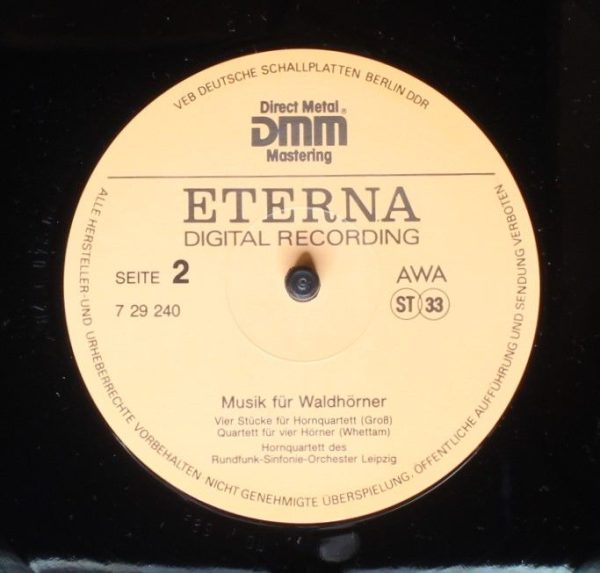 VEB DEUTSCHE SCHALLPLATTEN BERLIN DDR
Direct Metal®
DMM
Mastering
ETERNA
DIGITAL RECORDING
SEITE 2
AWA
7 29 240
ST 33
Musik für Waldhörner
Vier Stücke für Hornquartett (Groß)
Quartett für vier Hörner (Whettam)
Hornquartett des
Rundfunk-Sinfonie-Orchester Leipzig
ALLE HERSTELLER-UND URHEBERRECHTE VORBEHALTEN NICHT GENEHMIGTE ÜBERSPIELUNG, ÖFFENTLICHE AUFFÜHRUNG UND SENDUNG VERBOTEN